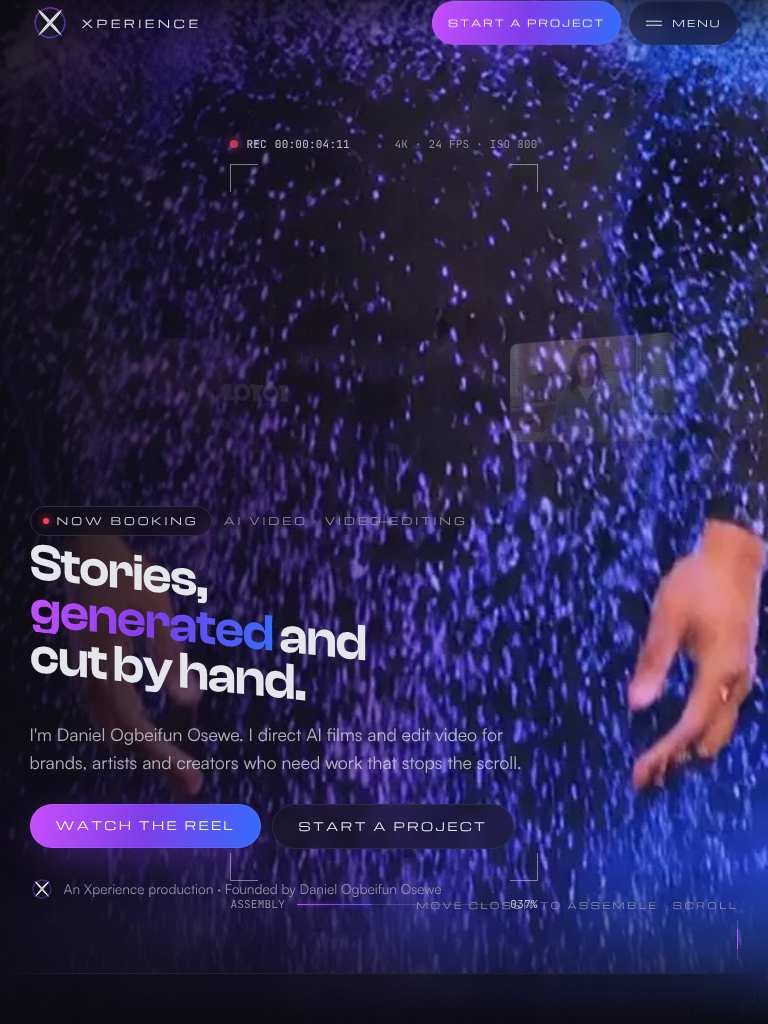 XPERIENCE
START A PROJECT
MENU
REC 00:00:04:11
4K · 24 FPS · ISO 800
NOW BOOKING
AI VIDEO · VIDEO EDITING
Stories,
generated and
cut by hand.
I'm Daniel Ogbeifun Osewe. I direct AI films and edit video for
brands, artists and creators who need work that stops the scroll.
WATCH THE REEL
START A PROJECT
An Xperience production · Founded by Daniel Ogbeifun Osewe
ASSEMBLY
037%
MOVE CLOSE TO ASSEMBLE · SCROLL